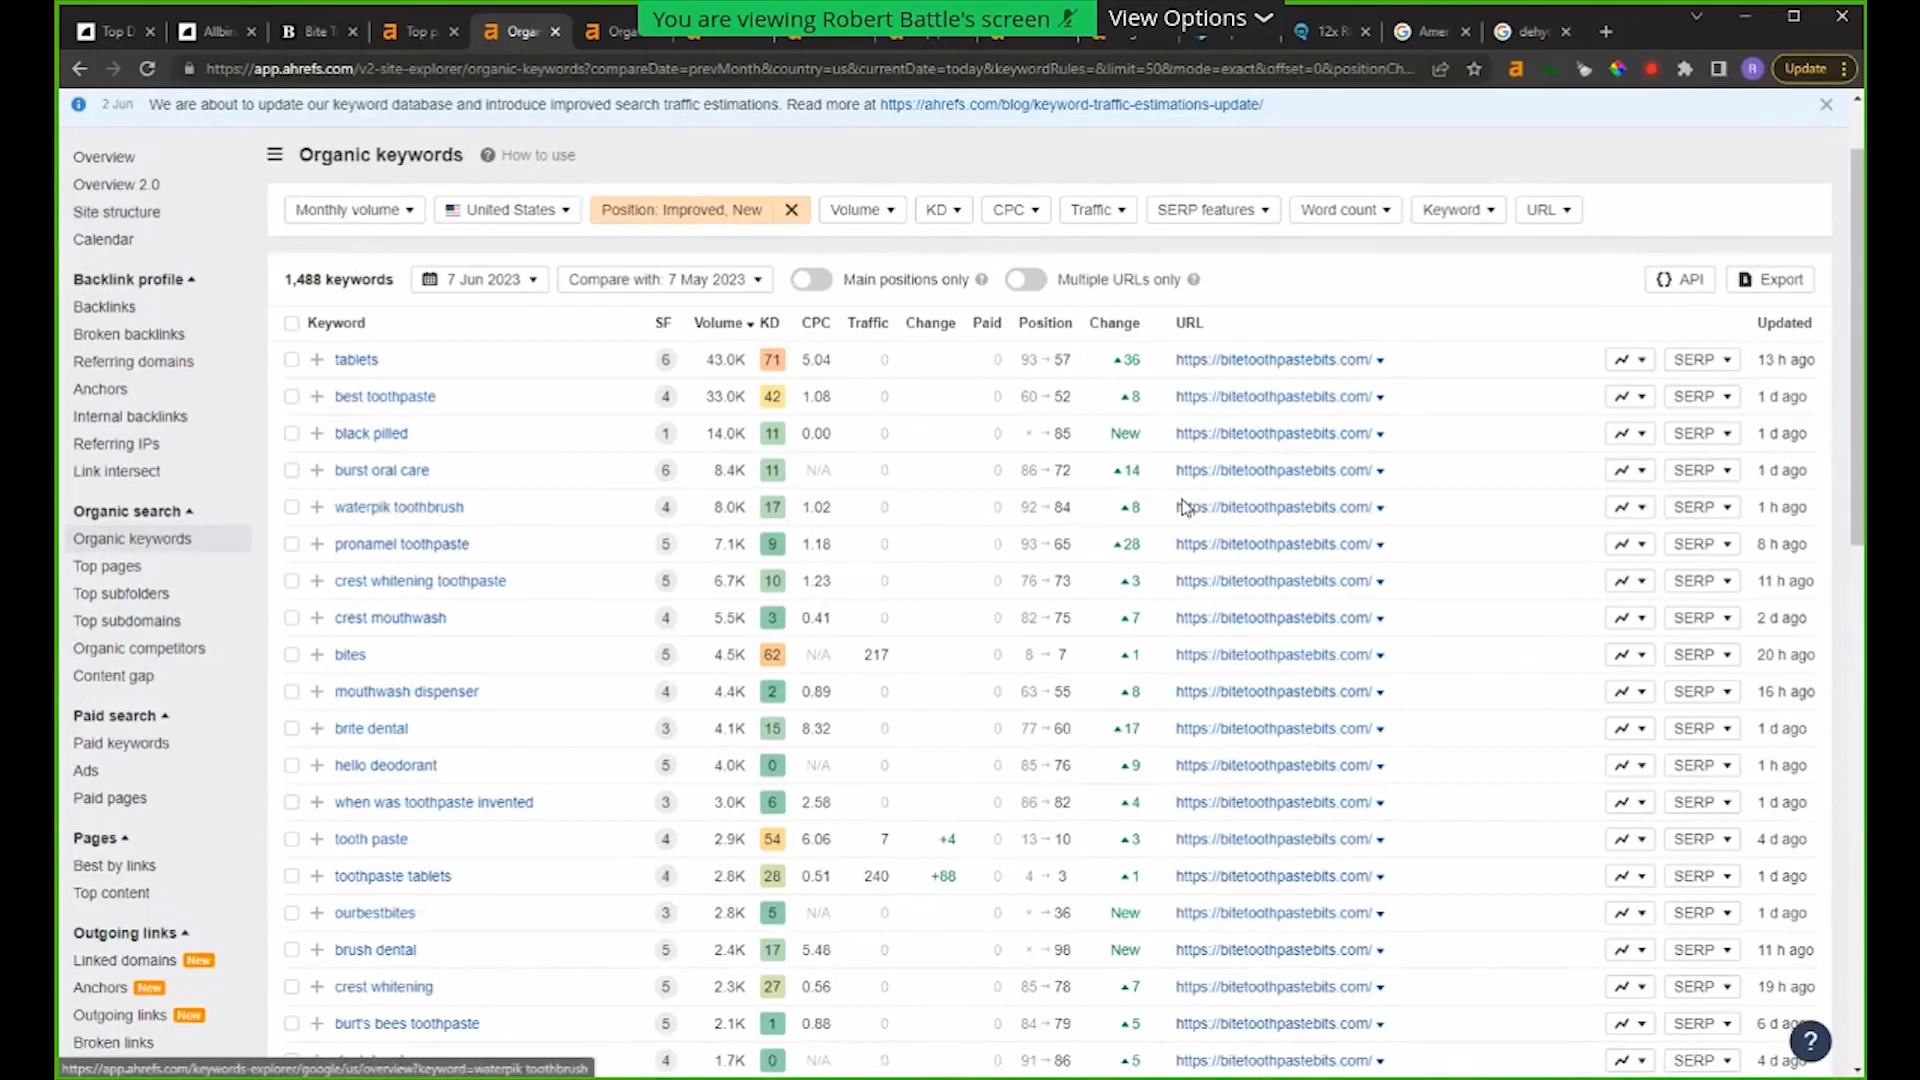 You are viewing Robert Battle's screen
View Options
Top D
Allbir
Bite T
Top p
Orga
Orga
12x R
Amer
dehy
https://app.ahrefs.com/v2-site-explorer/organic-keywords?compareDate=prevMonth&country=us&currentDate=today&keywordRules=&limit=50&mode=exact&offset=0&positionCh...
R
Update
2 Jun We are about to update our keyword database and introduce improved search traffic estimations. Read more at https://ahrefs.com/blog/keyword-traffic-estimations-update/
Overview
Overview 2.0
Site structure
Calendar
Backlink profile
Backlinks
Broken backlinks
Referring domains
Anchors
Internal backlinks
Referring IPs
Link intersect
Organic search
Organic keywords
Top pages
Top subfolders
Top subdomains
Organic competitors
Content gap
Paid search
Paid keywords
Ads
Paid pages
Pages
Best by links
Top content
Outgoing links
Linked domains New
Anchors New
Outgoing links New
Broken links
Organic keywords ? How to use
Monthly volume United States Position: Improved, New Volume KD CPC Traffic SERP features Word count Keyword URL
1,488 keywords 7 Jun 2023 Compare with: 7 May 2023 Main positions only ? Multiple URLs only ? API Export
Keyword SF Volume KD CPC Traffic Change Paid Position Change URL Updated
tablets 6 43.0K 71 5.04 0 0 93 → 57 36 https://bitetoothpastebits.com/ SERP 13 h ago
best toothpaste 4 33.0K 42 1.08 0 0 60 → 52 8 https://bitetoothpastebits.com/ SERP 1 d ago
black pilled 1 14.0K 11 0.00 0 0 × → 85 New https://bitetoothpastebits.com/ SERP 1 d ago
burst oral care 6 8.4K 11 N/A 0 0 86 → 72 14 https://bitetoothpastebits.com/ SERP 1 d ago
waterpik toothbrush 4 8.0K 17 1.02 0 0 92 → 84 8 https://bitetoothpastebits.com/ SERP 1 h ago
pronamel toothpaste 5 7.1K 9 1.18 0 0 93 → 65 28 https://bitetoothpastebits.com/ SERP 8 h ago
crest whitening toothpaste 5 6.7K 10 1.23 0 0 76 → 73 3 https://bitetoothpastebits.com/ SERP 11 h ago
crest mouthwash 4 5.5K 3 0.41 0 0 82 → 75 7 https://bitetoothpastebits.com/ SERP 2 d ago
bites 5 4.5K 62 N/A 217 0 8 → 7 1 https://bitetoothpastebits.com/ SERP 20 h ago
mouthwash dispenser 4 4.4K 2 0.89 0 0 63 → 55 8 https://bitetoothpastebits.com/ SERP 16 h ago
brite dental 3 4.1K 15 8.32 0 0 77 → 60 17 https://bitetoothpastebits.com/ SERP 1 d ago
hello deodorant 5 4.0K 0 N/A 0 0 85 → 76 9 https://bitetoothpastebits.com/ SERP 1 h ago
when was toothpaste invented 3 3.0K 6 2.58 0 0 86 → 82 4 https://bitetoothpastebits.com/ SERP 1 d ago
tooth paste 4 2.9K 54 6.06 7 +4 0 13 → 10 3 https://bitetoothpastebits.com/ SERP 4 d ago
toothpaste tablets 4 2.8K 28 0.51 240 +88 0 4 → 3 1 https://bitetoothpastebits.com/ SERP 1 d ago
ourbestbites 3 2.8K 5 N/A 0 0 × → 36 New https://bitetoothpastebits.com/ SERP 1 d ago
brush dental 5 2.4K 17 5.48 0 0 × → 98 New https://bitetoothpastebits.com/ SERP 11 h ago
crest whitening 5 2.3K 27 0.56 0 0 85 → 78 7 https://bitetoothpastebits.com/ SERP 19 h ago
burt's bees toothpaste 5 2.1K 1 0.88 0 0 84 → 79 5 https://bitetoothpastebits.com/ SERP 6 d ago
4 1.7K 0 N/A 0 0 91 → 86 5 https://bitetoothpastebits.com/ SERP 4 d ago
?
https://app.ahrefs.com/keywords-explorer/google/us/overview?keyword=waterpik toothbrush